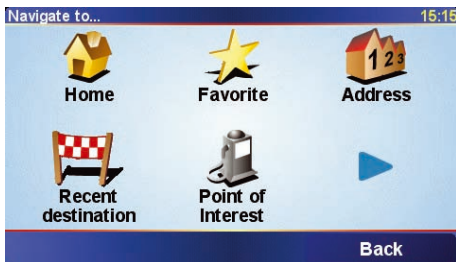 Navigate to... 15:15
Home Favorite Address
1 2 3
Recent destination
Point of Interest
Back